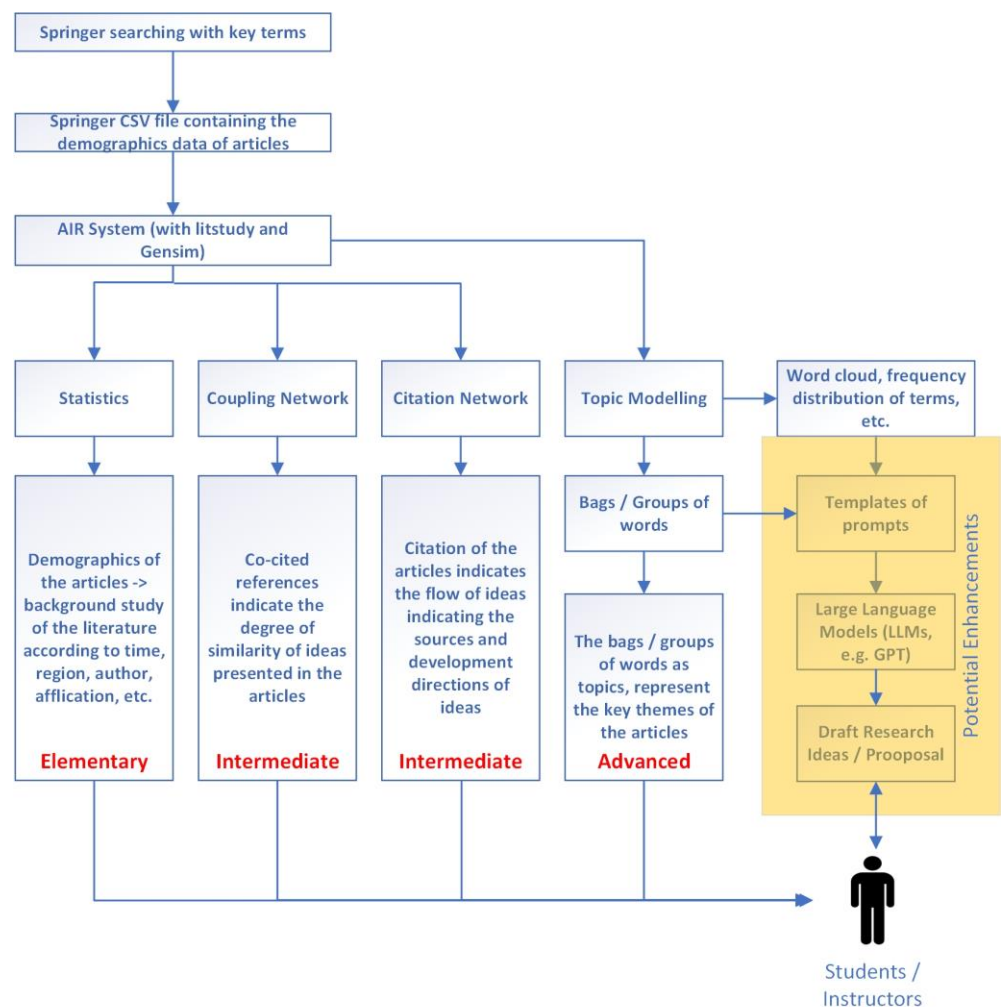 Springer searching with key terms
Springer CSV file containing the
demographics data of articles
AIR System (with litstudy and
Gensim)
Statistics
Coupling Network
Citation Network
Topic Modelling
Word cloud, frequency
distribution of terms,
etc.
Demographics of
the articles ->
background study
of the literature
according to time,
region, author,
afflication, etc.
Elementary
Co-cited
references
indicate the
degree of
similarity of ideas
presented in the
articles
Intermediate
Citation of the
articles indicates
the flow of ideas
indicating the
sources and
development
directions of
ideas
Intermediate
Bags / Groups of
words
The bags / groups
of words as
topics, represent
the key themes of
the articles
Advanced
Templates of
prompts
Large Language
Models (LLMs,
e.g. GPT)
Draft Research
Ideas / Prooposal
Potential Enhancements
Students /
Instructors